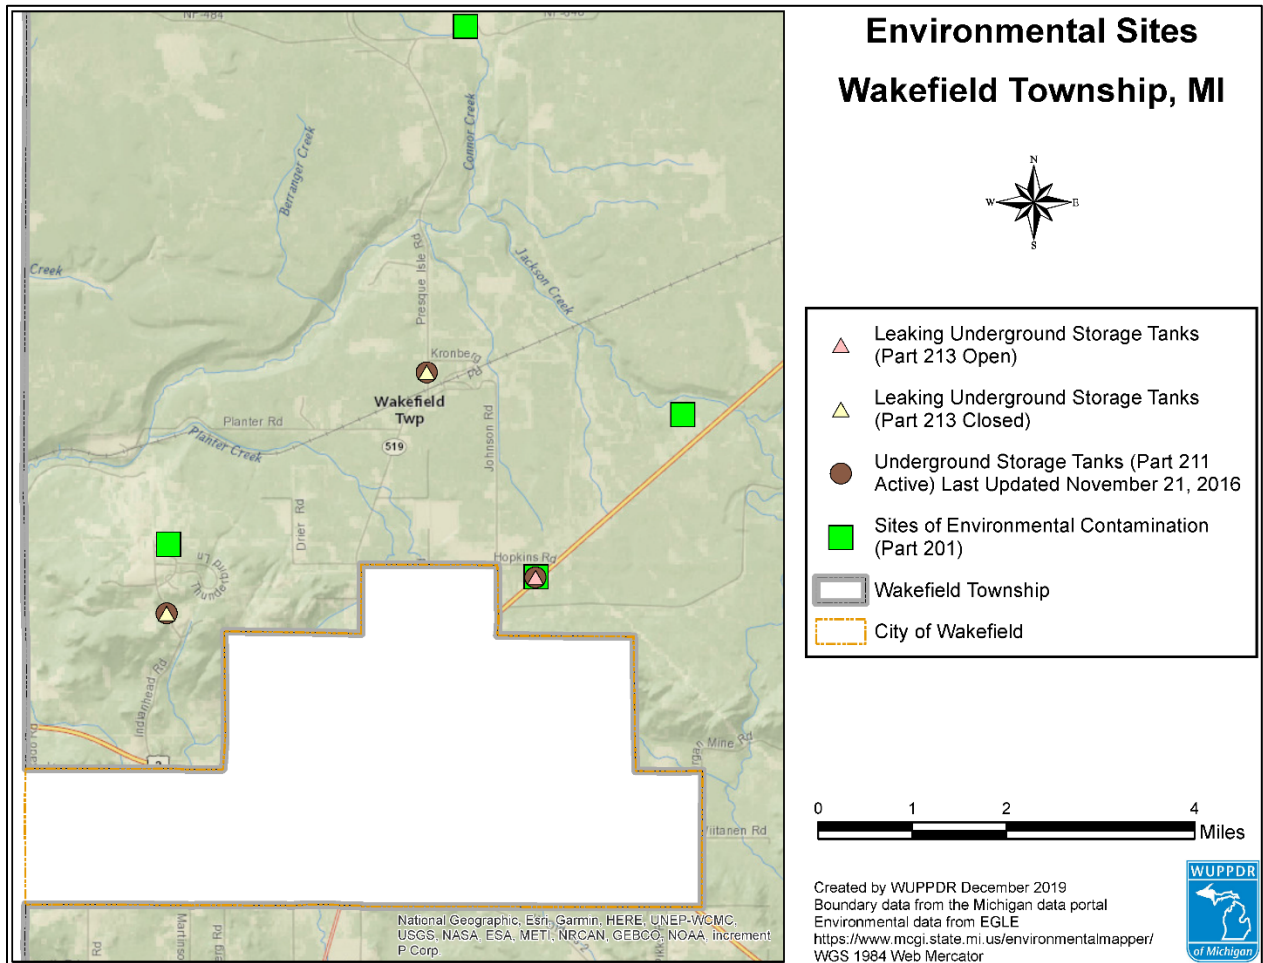 Environmental Sites
Wakefield Township, MI
N
W
E
S
Leaking Underground Storage Tanks
(Part 213 Open)
Leaking Underground Storage Tanks
(Part 213 Closed)
Underground Storage Tanks (Part 211
Active) Last Updated November 21, 2016
Sites of Environmental Contamination
(Part 201)
Wakefield Township
City of Wakefield
0
1
2
4
Miles
Created by WUPPDR December 2019
Boundary data from the Michigan data portal
Environmental data from EGLE
https://www.mcgi.state.mi.us/environmentalmapper/
WGS 1984 Web Mercator
WUPPDR
of Michigan
Connor Creek
Berranger Creek
Creek
Jackson Creek
Presque Isle Rd
Kronberg
Rd
Wakefield
Twp
Planter Rd
Planter Creek
519
Johnson Rd
Drier Rd
Hopkins Rd
Thunderbird Ln
Indianhead Rd
Mine Rd
Rd
National Geographic, Esri, Garmin, HERE, UNEP-WCMC,
USGS, NASA, ESA, METI, NRCAN, GEBCO, NOAA, increment
P Corp